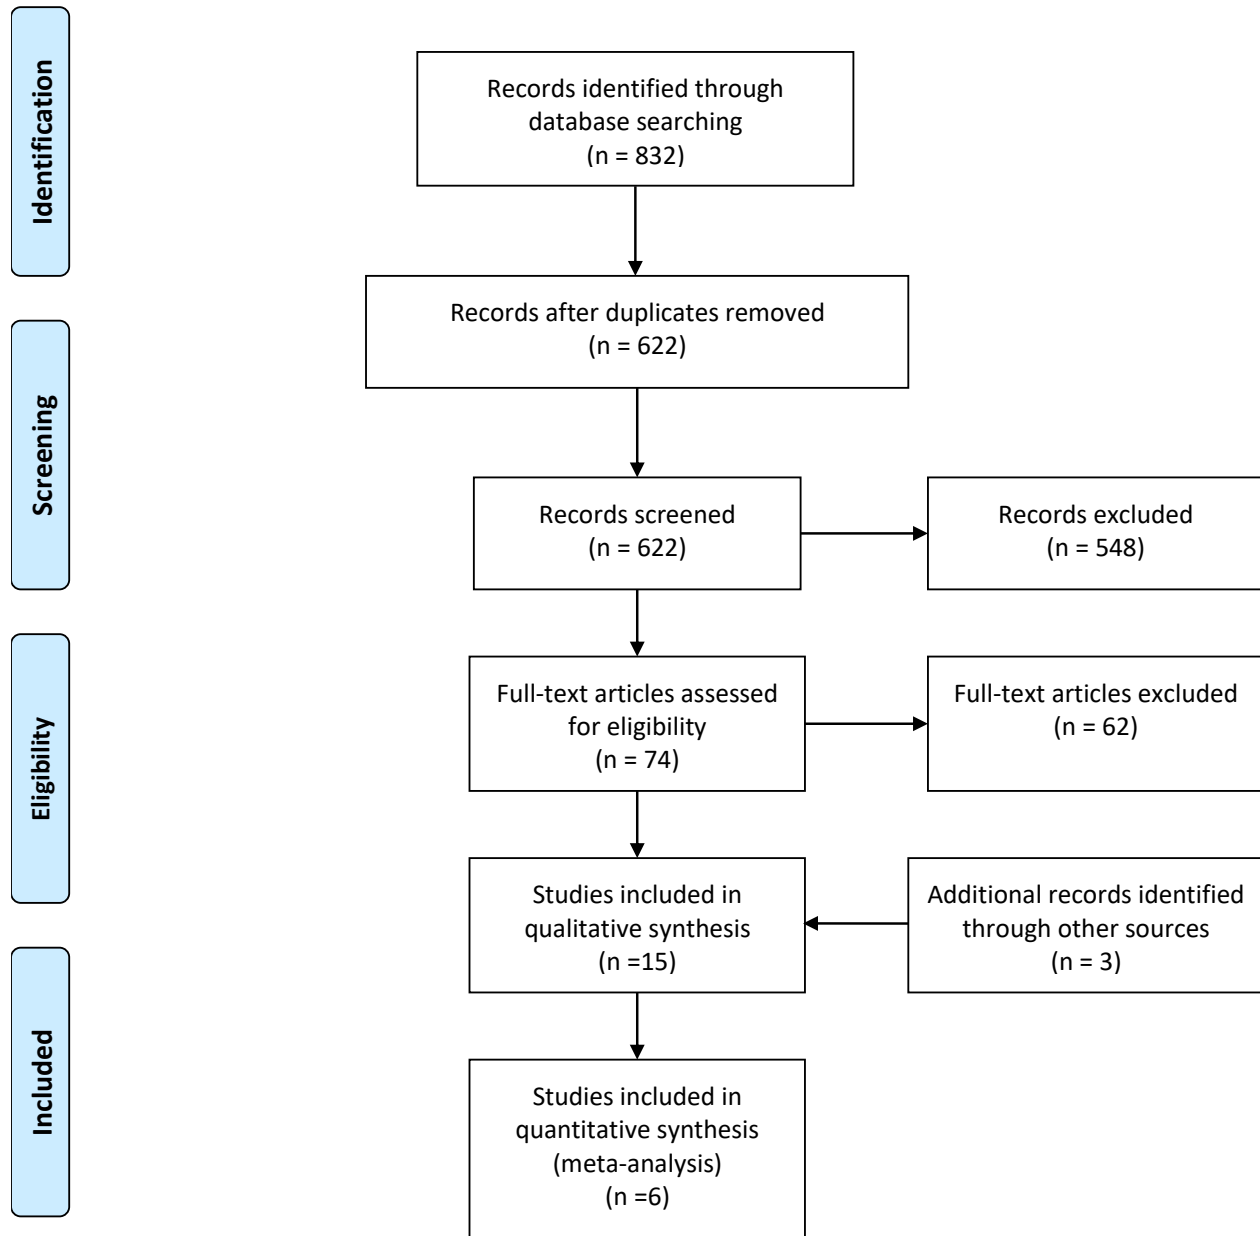 Identification
Records identified through
database searching
(n = 832)
Records after duplicates removed
(n = 622)
Screening
Records screened
(n = 622)
Records excluded
(n = 548)
Eligibility
Full-text articles assessed
for eligibility
(n = 74)
Full-text articles excluded
(n = 62)
Studies included in
qualitative synthesis
(n =15)
Additional records identified
through other sources
(n = 3)
Included
Studies included in
quantitative synthesis
(meta-analysis)
(n =6)